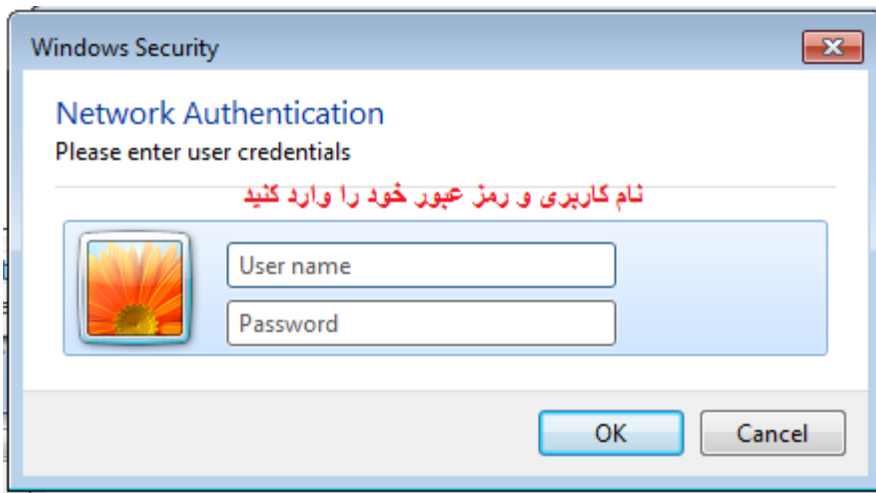 Windows Security
Network Authentication
Please enter user credentials
نام کاربری و رمز عبور خود را وارد کنید
User name
Password
OK
Cancel